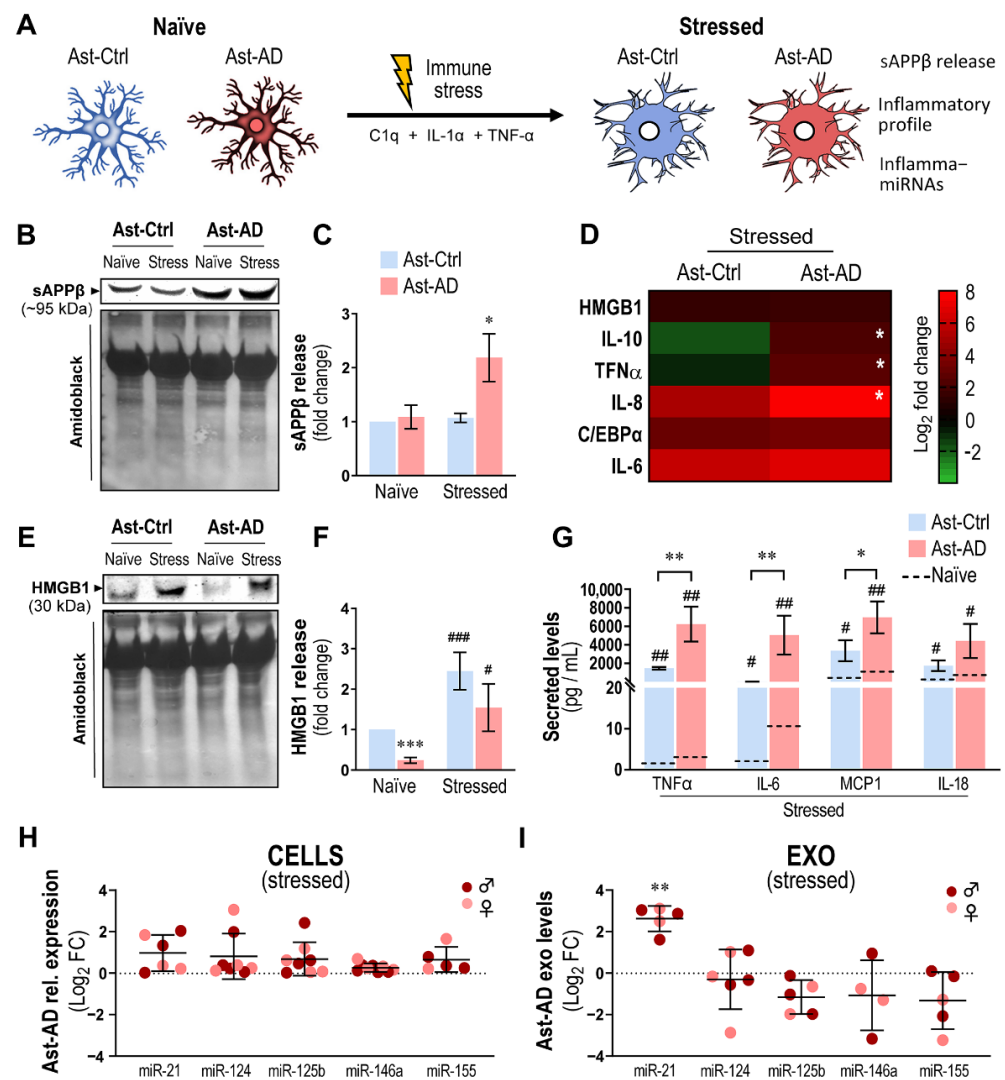 A
Naïve
Stressed
Ast-Ctrl
Ast-AD
Immune
stress
C1q + IL-1α + TNF-α
Ast-Ctrl
Ast-AD
sAPPβ release
Inflammatory
profile
Inflamma–
miRNAs
B
Ast-Ctrl Ast-AD
Naïve Stress Naïve Stress
sAPPβ
(~95 kDa)
Amidoblack
C
Ast-Ctrl
Ast-AD
sAPPβ release
(fold change)
3
2
1
0
*
Naïve Stressed
D
Stressed
Ast-Ctrl Ast-AD
HMGB1
IL-10 *
TFNα *
IL-8 *
C/EBPα
IL-6
8
6
4
2
0
-2
Log2 fold change
E
Ast-Ctrl Ast-AD
Naïve Stress Naïve Stress
HMGB1
(30 kDa)
Amidoblack
F
HMGB1 release
(fold change)
4
3
2
1
0
***
###
#
Naïve Stressed
G
Ast-Ctrl
Ast-AD
Naïve
Secreted levels
(pg / mL)
10,000
8000
6000
4000
2000
20
10
0
** ** *
## ## # ## # ## # #
TNFα IL-6 MCP1 IL-18
Stressed
H
CELLS
(stressed)
♂
♀
Ast-AD rel. expression
(Log2 FC)
4
2
0
−2
−4
miR-21 miR-124 miR-125b miR-146a miR-155
I
EXO
(stressed)
♂
♀
Ast-AD exo levels
(Log2 FC)
4
2
0
−2
−4
**
miR-21 miR-124 miR-125b miR-146a miR-155